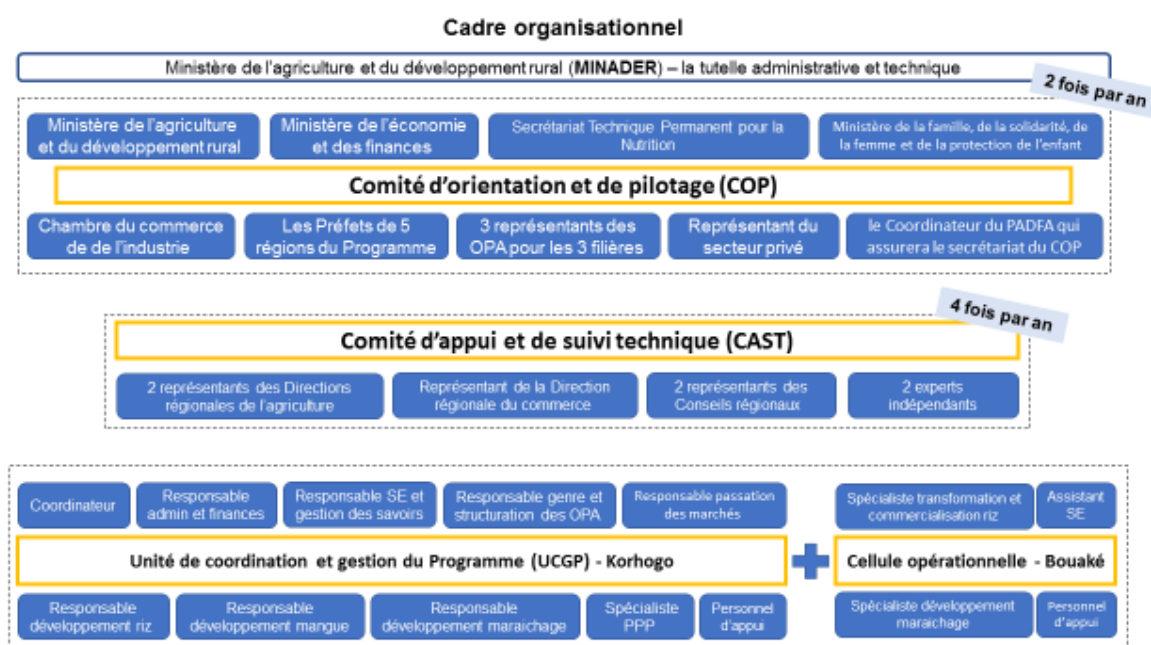 Cadre organisationnel
Ministère de l'agriculture et du développement rural (MINADER) – la tutelle administrative et technique
2 fois par an
Ministère de l'agriculture
et du développement rural
Ministère de l'économie
et des finances
Secrétariat Technique Permanent pour la
Nutrition
Ministère de la famille, de la solidarité, de
la femme et de la protection de l'enfant
Comité d'orientation et de pilotage (COP)
Chambre du commerce
de de l'industrie
Les Préfets de 5
régions du Programme
3 représentants des
OPA pour les 3 filières
Représentant du
secteur privé
le Coordinateur du PADFA qui
assurera le secrétariat du COP
4 fois par an
Comité d'appui et de suivi technique (CAST)
2 représentants des Directions
régionales de l'agriculture
Représentant de la Direction
régionale du commerce
2 représentants des
Conseils régionaux
2 experts
indépendants
Coordinateur
Responsable
admin et finances
Responsable SE et
gestion des savoirs
Responsable genre et
structuration des OPA
Responsable passation
des marchés
Spécialiste transformation et
commercialisation riz
Assistant
SE
Unité de coordination et gestion du Programme (UCGP) - Korhogo
Cellule opérationnelle - Bouaké
Responsable
développement riz
Responsable
développement mangue
Responsable
développement maraichage
Spécialiste
PPP
Personnel
d'appui
Spécialiste développement
maraichage
Personnel
d'appui